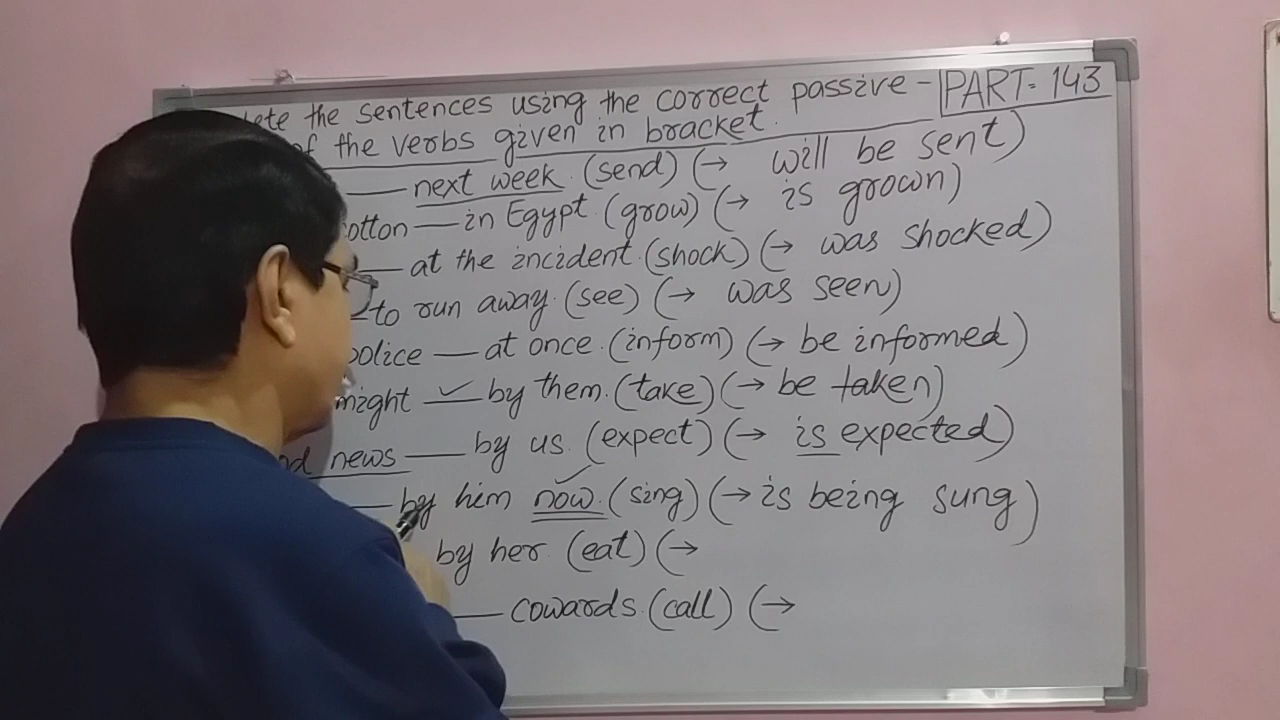 the sentences using the correct passive - PART- 143
of the verbs given in bracket.
___ next week (send) (→ will be sent)
otton — in Egypt. (grow) (→ is grown)
___ at the incident. (shock) (→ was shocked)
to run away. (see) (→ was seen)
police — at once. (inform) (→ be informed)
might ✓ by them. (take) (→ be taken)
news — by us. (expect) (→ is expected)
— by him now. (sing) (→ is being sung)
by her. (eat) (→
— cowards. (call) (→